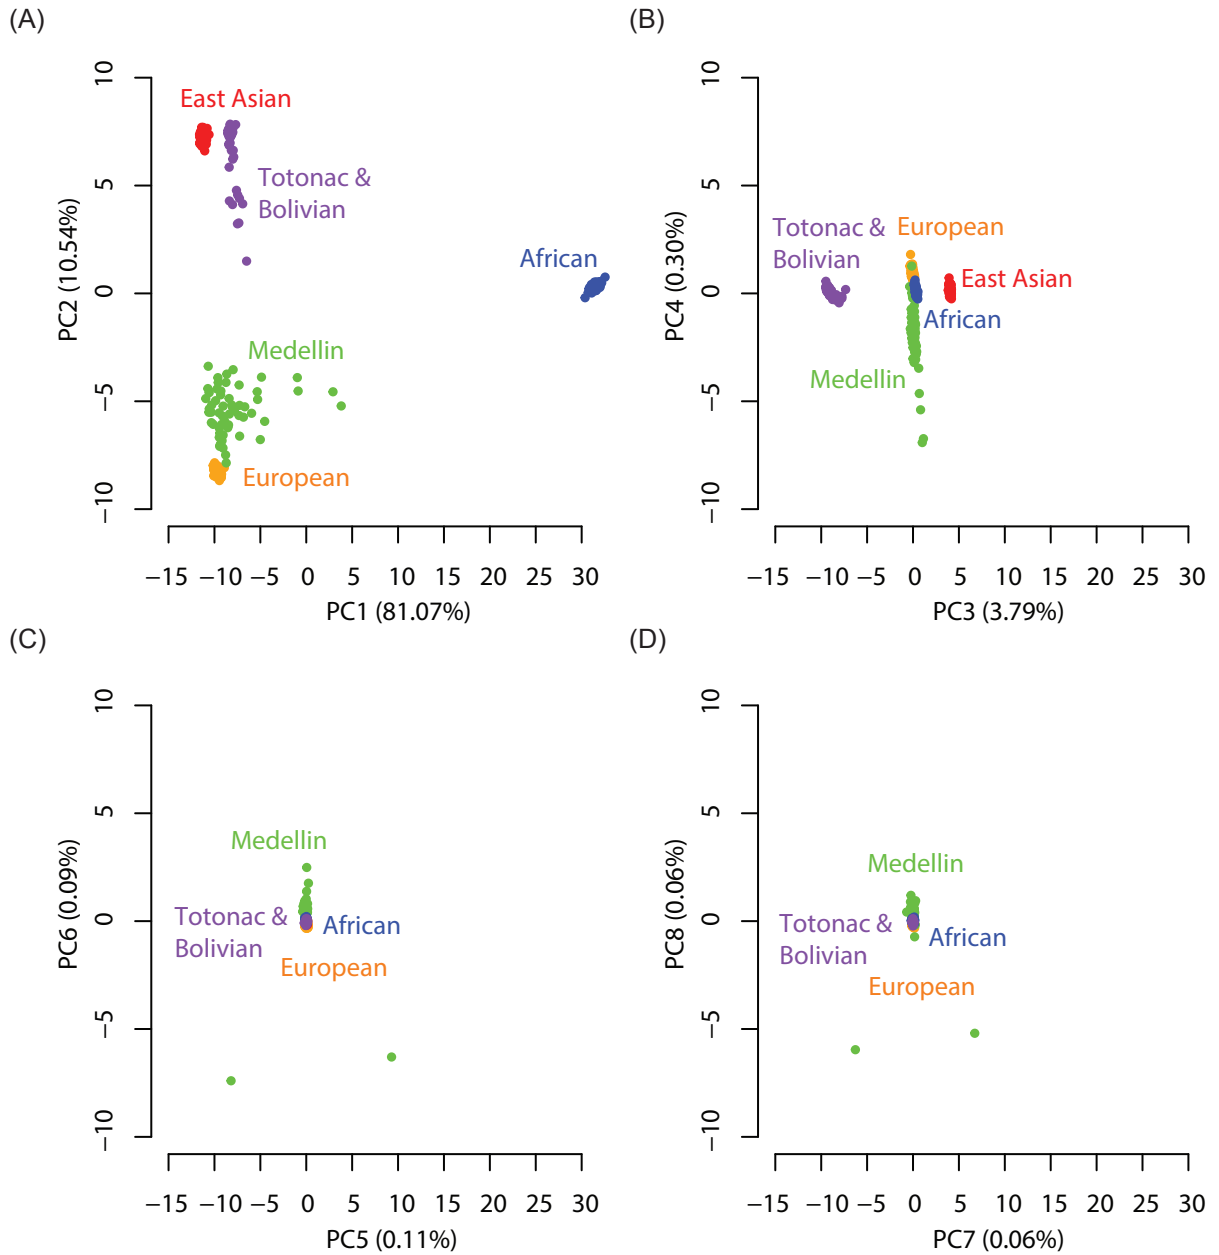 (A)
10
5
0
−5
−10
PC2 (10.54%)
East Asian
Totonac &
Bolivian
African
Medellin
European
−15 −10 −5 0 5 10 15 20 25 30
PC1 (81.07%)
(B)
10
5
0
−5
−10
PC4 (0.30%)
Totonac &
Bolivian
European
East Asian
African
Medellin
−15 −10 −5 0 5 10 15 20 25 30
PC3 (3.79%)
(C)
10
5
0
−5
−10
PC6 (0.09%)
Medellin
Totonac &
Bolivian
African
European
−15 −10 −5 0 5 10 15 20 25 30
PC5 (0.11%)
(D)
10
5
0
−5
−10
PC8 (0.06%)
Medellin
Totonac &
Bolivian
African
European
−15 −10 −5 0 5 10 15 20 25 30
PC7 (0.06%)